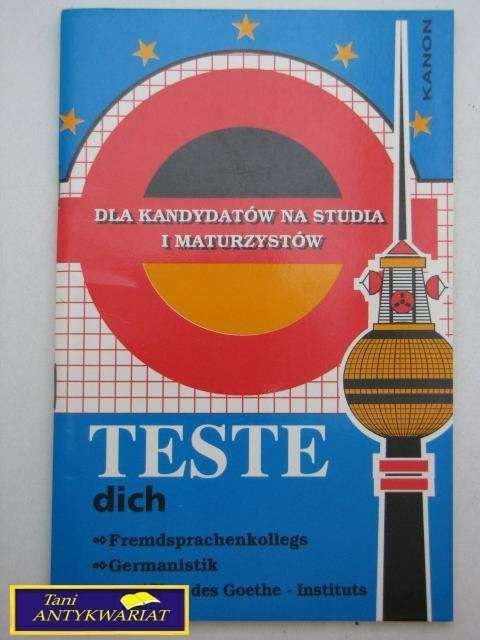 KANON
DLA KANDYDATÓW NA STUDIA
I MATURZYSTÓW
TESTE
dich
Fremdsprachenkollegs
Germanistik
des Goethe - Instituts
Tani
ANTYKWARIAT